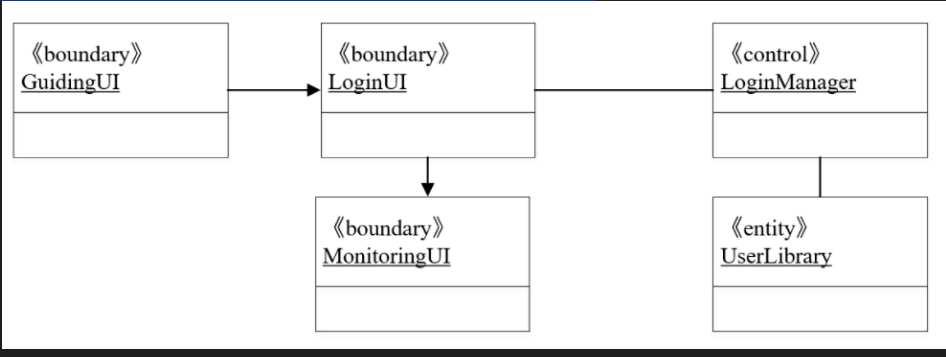 《boundary》
GuidingUI
《boundary》
LoginUI
《control》
LoginManager
《boundary》
MonitoringUI
《entity》
UserLibrary